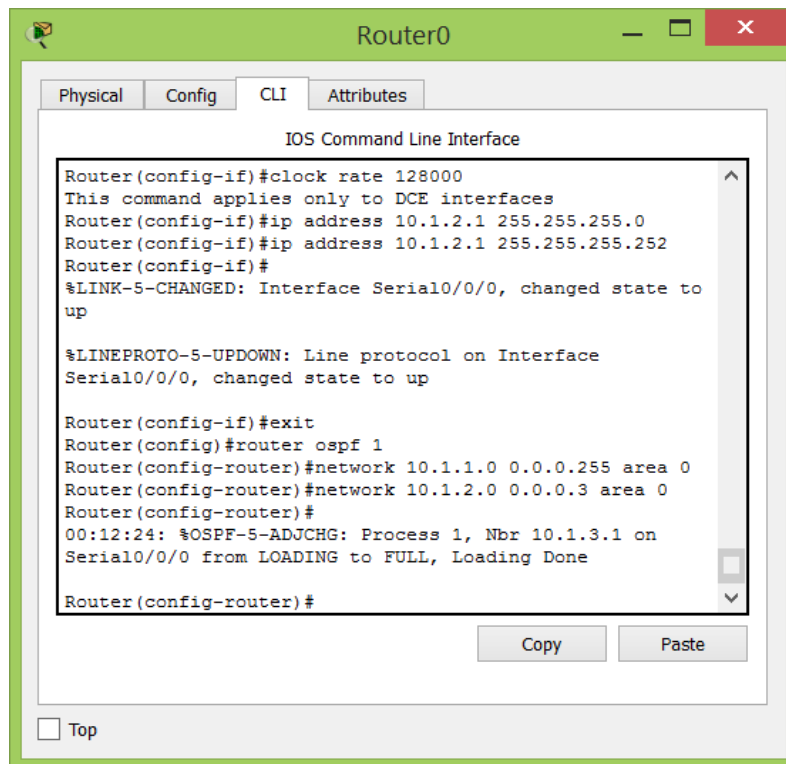 Router0
Physical
Config
CLI
Attributes
IOS Command Line Interface
Router(config-if)#clock rate 128000
This command applies only to DCE interfaces
Router(config-if)#ip address 10.1.2.1 255.255.255.0
Router(config-if)#ip address 10.1.2.1 255.255.255.252
Router(config-if)#
%LINK-5-CHANGED: Interface Serial0/0/0, changed state to
up
%LINEPROTO-5-UPDOWN: Line protocol on Interface
Serial0/0/0, changed state to up
Router(config-if)#exit
Router(config)#router ospf 1
Router(config-router)#network 10.1.1.0 0.0.0.255 area 0
Router(config-router)#network 10.1.2.0 0.0.0.3 area 0
Router(config-router)#
00:12:24: %OSPF-5-ADJCHG: Process 1, Nbr 10.1.3.1 on
Serial0/0/0 from LOADING to FULL, Loading Done
Router(config-router)#
Copy
Paste
Top